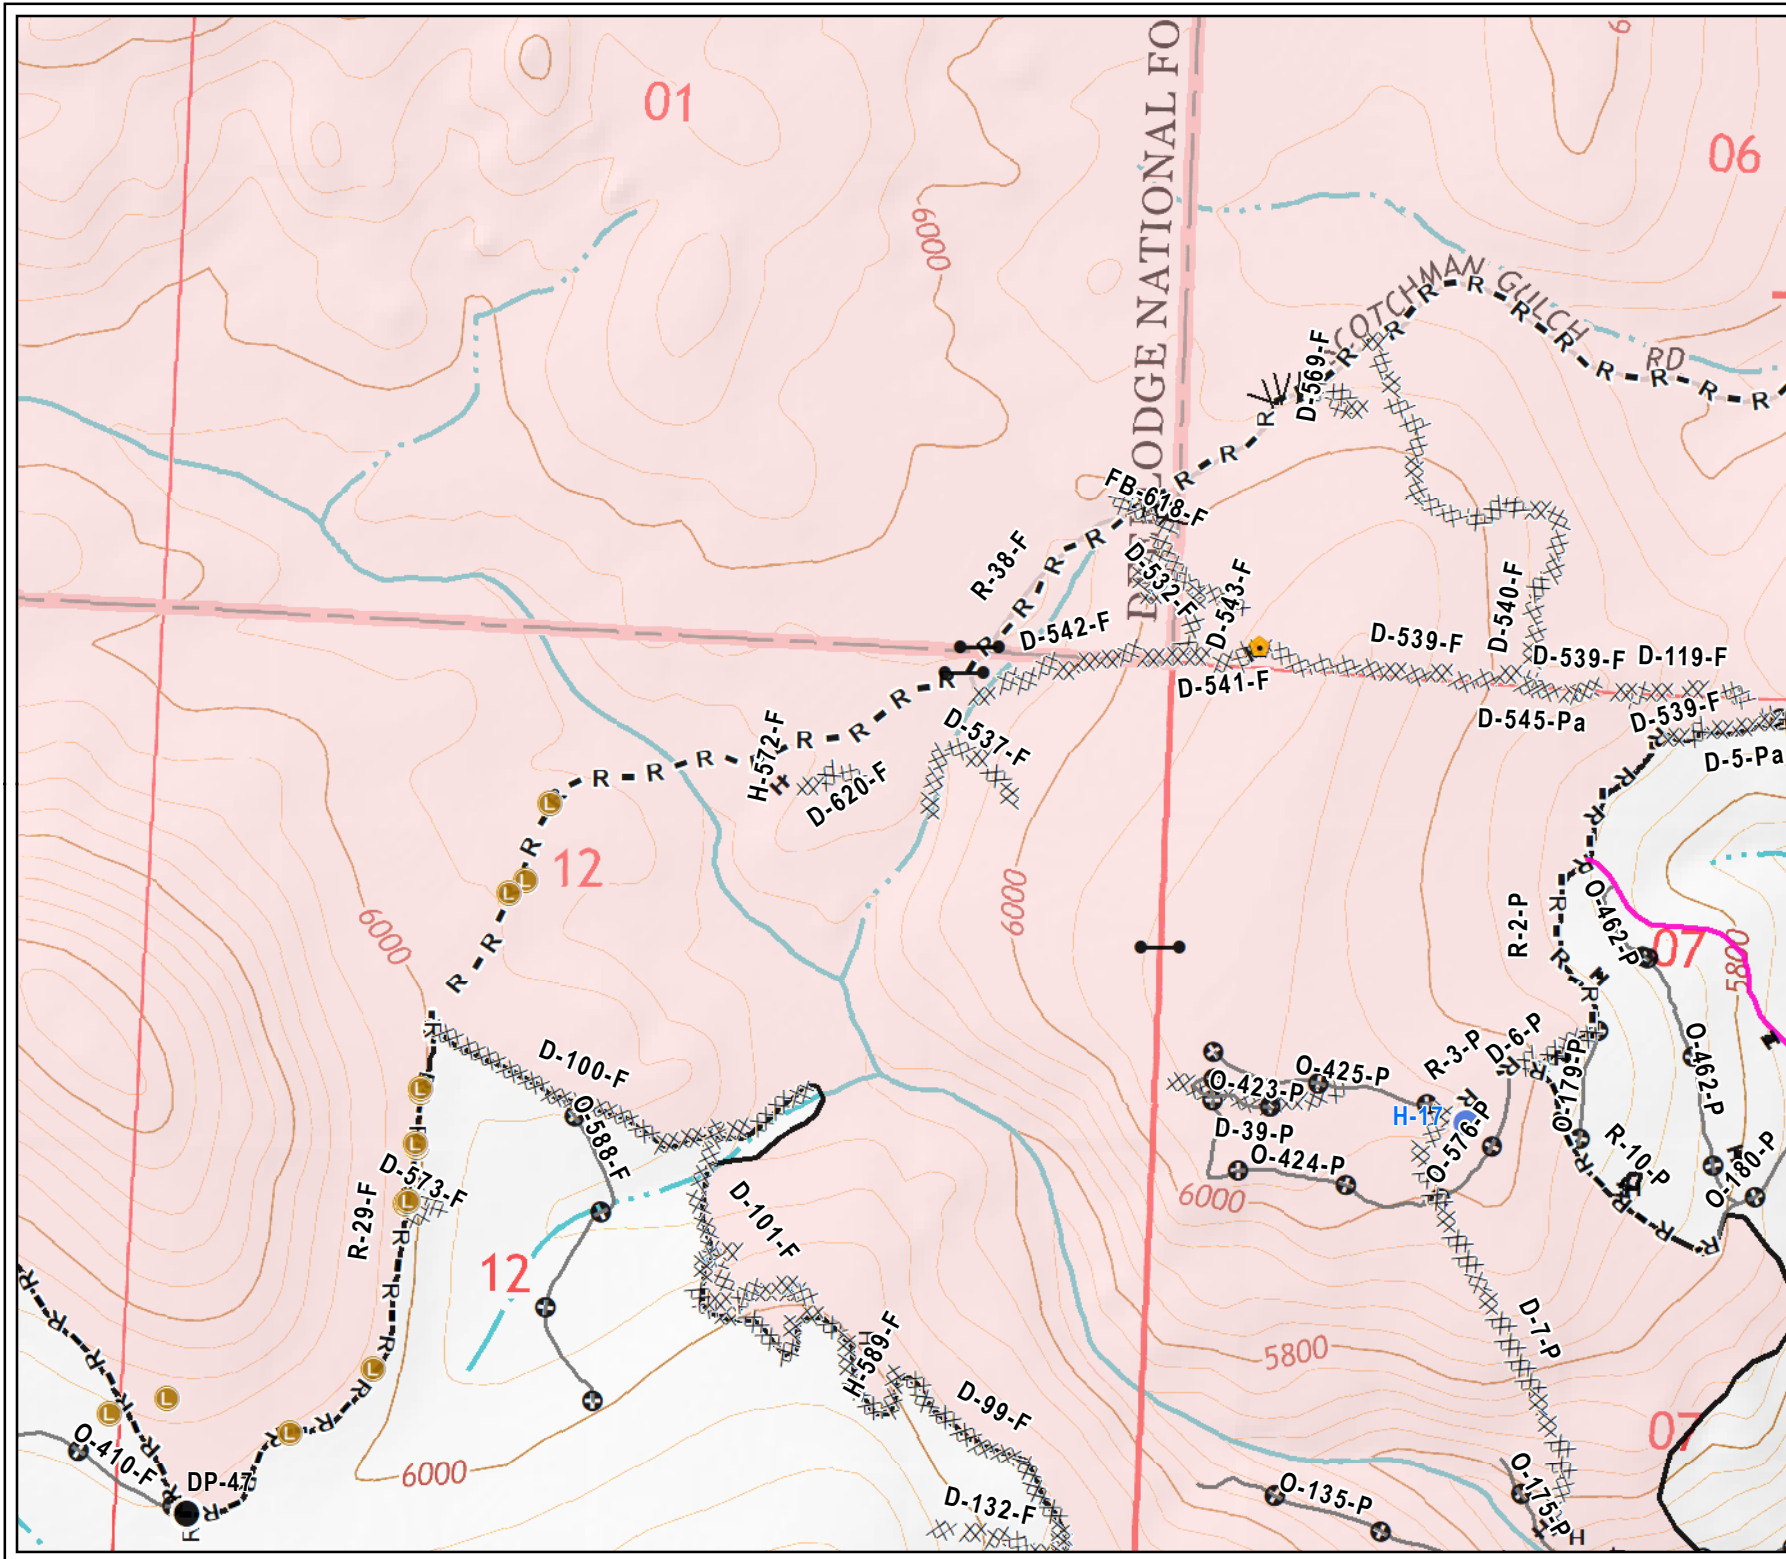 01
06
DEER LODGE NATIONAL FO
6000
SCOTCHMAN GULCH RD
D-569-F
FB-618-F
R-38-F
D-532-F
D-543-F
D-542-F
D-541-F
D-539-F
D-540-F
D-539-F
D-119-F
D-545-Pa
D-539-F
D-5-Pa
D-537-F
H-572-F
D-620-F
12
6000
6000
R-2-P
O-462-P
07
5800
D-100-F
O-588-F
O-425-P
O-423-P
R-3-P
D-6-P
O-179-P
O-462-P
H-17
D-39-P
O-424-P
O-576-P
R-10-P
O-180-P
6000
D-573-F
R-29-F
D-101-F
12
H-589-F
D-99-F
5800
D-7-P
07
O-410-F
DP-47
6000
D-132-F
O-135-P
O-175-P